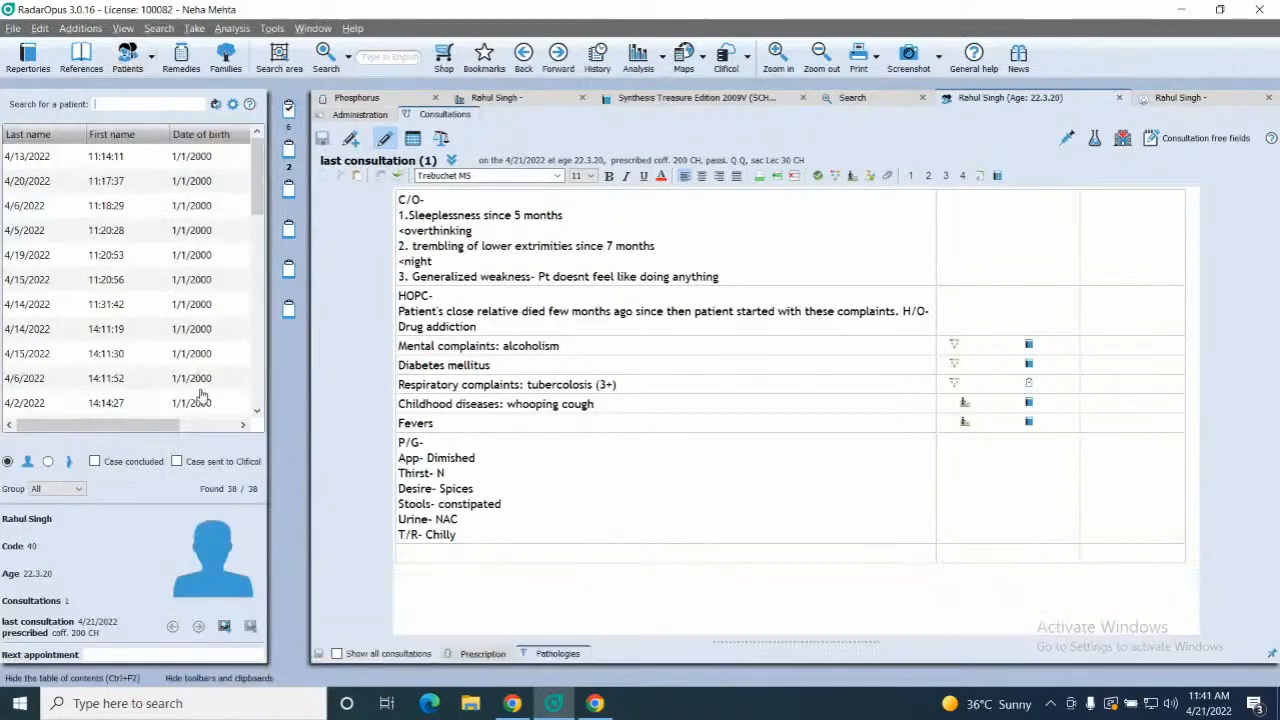 RadarOpus 3.0.16 - License: 100082 - Neha Mehta
File Edit Additions View Search Take Analysis Tools Window Help
Repertories References Patients Remedies Families Search area Search Type in English Shop Bookmarks Back Forward History Analysis Maps Clificol Zoom in Zoom out Print Screenshot General help News
Search for a patient:
Last name First name Date of birth
4/13/2022 11:14:11 1/1/2000
4/20/2022 11:17:37 1/1/2000
4/6/2022 11:18:29 1/1/2000
4/5/2022 11:20:28 1/1/2000
4/19/2022 11:20:53 1/1/2000
4/15/2022 11:20:56 1/1/2000
4/14/2022 11:31:42 1/1/2000
4/14/2022 14:11:19 1/1/2000
4/15/2022 14:11:30 1/1/2000
4/6/2022 14:11:52 1/1/2000
4/2/2022 14:14:27 1/1/2000
Case concluded Case sent to Clificol
Group All Found 38 / 38
Rahul Singh
Code 40
Age 22.3.20
Consultations 1
last consultation 4/21/2022
prescribed coff. 200 CH
Next appointment
Hide the table of contents (Ctrl+F2) Hide toolbars and clipboards
6
2
Phosphorus Rahul Singh - Synthesis Treasure Edition 2009V (SCH... Search Rahul Singh (Age: 22.3.20) Rahul Singh -
Administration Consultations
Consultation free fields
last consultation (1) on the 4/21/2022 at age 22.3.20, prescribed coff. 200 CH, passi. Q Q, sac Lac 30 CH
Trebuchet MS 11 B I U A 1 2 3 4
C/O-
1.Sleeplessness since 5 months
<overthinking
2. trembling of lower extrimities since 7 months
<night
3. Generalized weakness- Pt doesnt feel like doing anything
HOPC-
Patient's close relative died few months ago since then patient started with these complaints. H/O-
Drug addiction
Mental complaints: alcoholism
Diabetes mellitus
Respiratory complaints: tubercolosis (3+)
Childhood diseases: whooping cough
Fevers
P/G-
App- Dimished
Thirst- N
Desire- Spices
Stools- constipated
Urine- NAC
T/R- Chilly
Activate Windows
Go to Settings to activate Windows
Show all consultations Prescription Pathologies
Type here to search
36°C Sunny
11:41 AM
4/21/2022
3